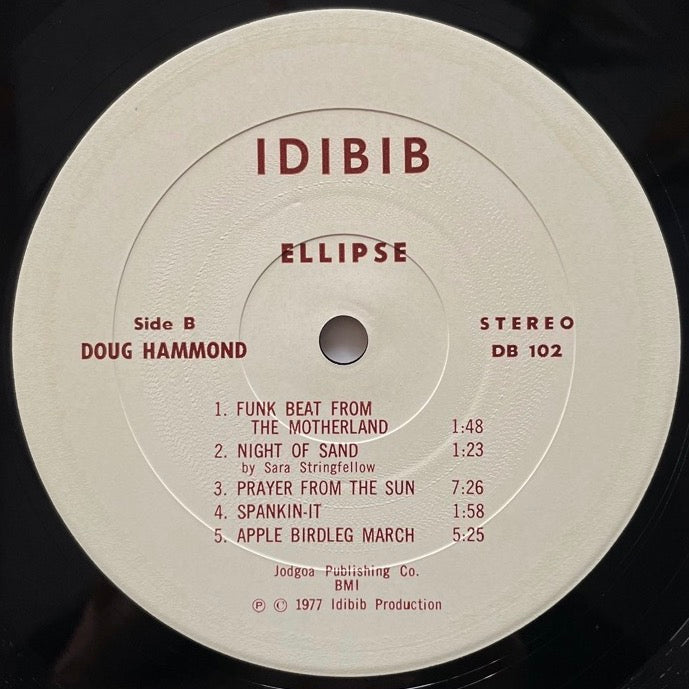 IDIBIB
ELLIPSE
Side B
DOUG HAMMOND
STEREO
DB 102
1. FUNK BEAT FROM
THE MOTHERLAND 1:48
2. NIGHT OF SAND 1:23
by Sara Stringfellow
3. PRAYER FROM THE SUN 7:26
4. SPANKIN-IT 1:58
5. APPLE BIRDLEG MARCH 5:25
Jodgoa Publishing Co.
BMI
℗ © 1977 Idibib Production